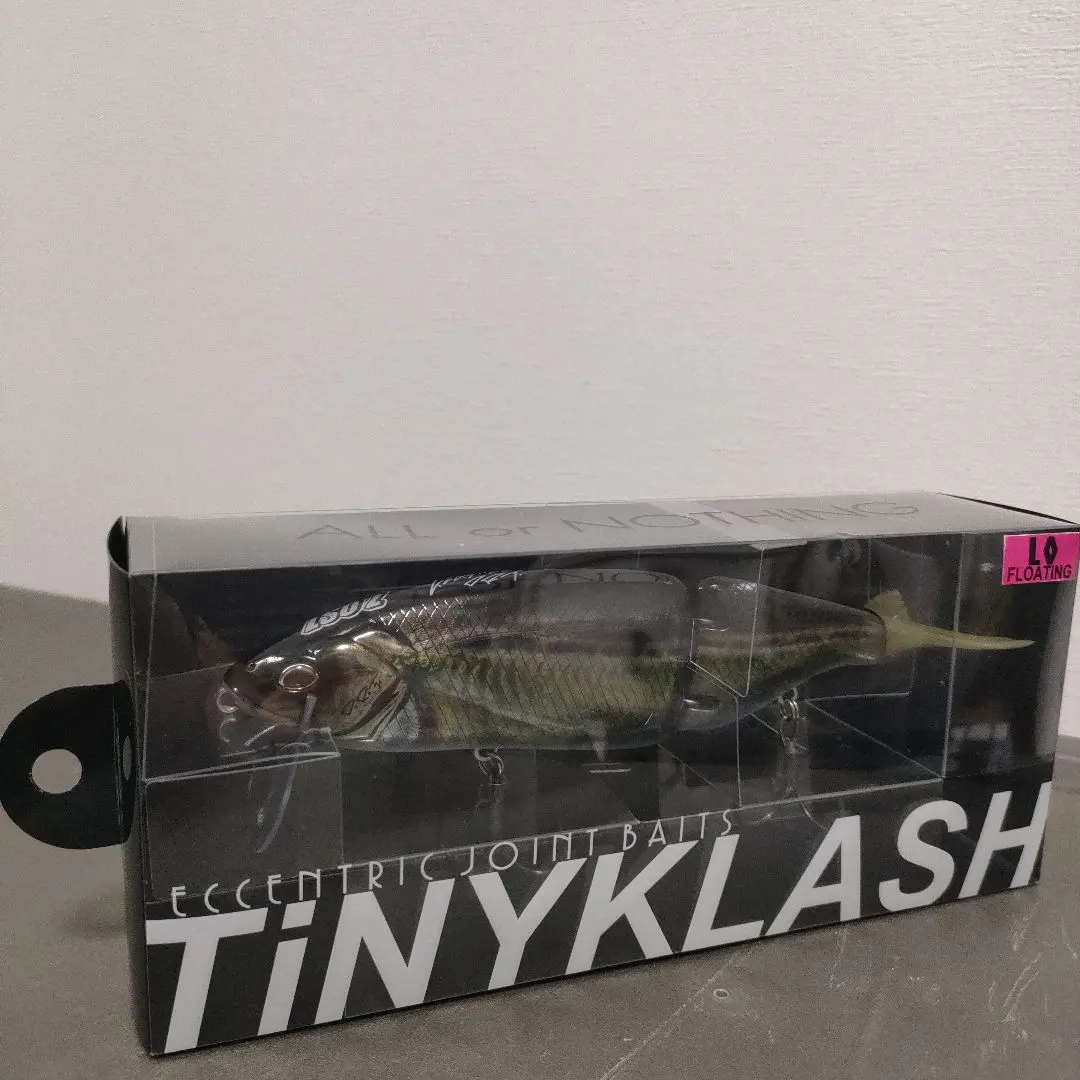 ALL or NOTHING
LO
FLOATING
ECCENTRIC JOINT BAITS
TiNYKLASH